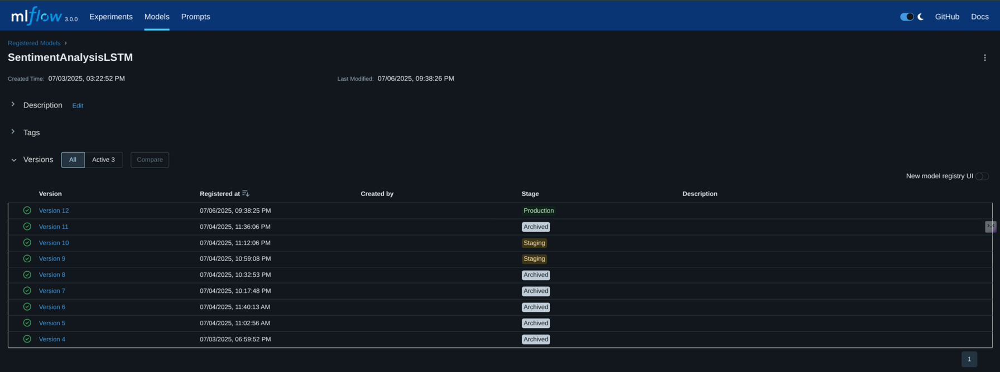 mlflow 3.0.0 Experiments Models Prompts GitHub Docs
Registered Models
SentimentAnalysisLSTM
Created Time: 07/03/2025, 03:22:52 PM Last Modified: 07/06/2025, 09:38:26 PM
Description Edit
Tags
Versions All Active 3 Compare
New model registry UI
Version Registered at Created by Stage Description
Version 12 07/06/2025, 09:38:25 PM Production
Version 11 07/04/2025, 11:36:06 PM Archived
Version 10 07/04/2025, 11:12:06 PM Staging
Version 9 07/04/2025, 10:59:08 PM Staging
Version 8 07/04/2025, 10:32:53 PM Archived
Version 7 07/04/2025, 10:17:48 PM Archived
Version 6 07/04/2025, 11:40:13 AM Archived
Version 5 07/04/2025, 11:02:56 AM Archived
Version 4 07/03/2025, 06:59:52 PM Archived
1